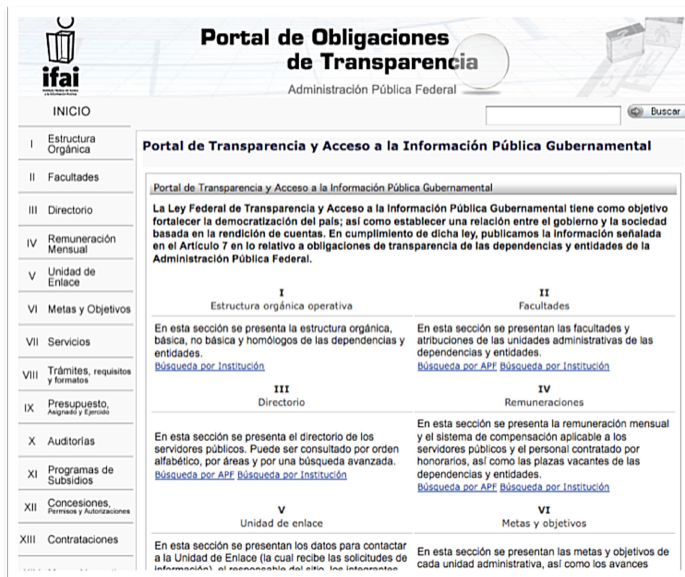 Portal de Obligaciones
de Transparencia
Administración Pública Federal
ifai
INICIO
Buscar
I Estructura
Orgánica
II Facultades
III Directorio
IV Remuneración
Mensual
V Unidad de
Enlace
VI Metas y Objetivos
VII Servicios
VIII Trámites, requisitos
y formatos
IX Presupuesto,
Asignado y Ejercido
X Auditorías
XI Programas de
Subsidios
XII Concesiones,
Permisos y Autorizaciones
XIII Contrataciones
Portal de Transparencia y Acceso a la Información Pública Gubernamental
Portal de Transparencia y Acceso a la Información Pública Gubernamental
La Ley Federal de Transparencia y Acceso a la Información Pública Gubernamental tiene como objetivo
fortalecer la democratización del país; así como establecer una relación entre el gobierno y la sociedad
basada en la rendición de cuentas. En cumplimiento de dicha ley, publicamos la información señalada
en el Artículo 7 en lo relativo a obligaciones de transparencia de las dependencias y entidades de la
Administración Pública Federal.
I
Estructura orgánica operativa
En esta sección se presenta la estructura orgánica,
básica, no básica y homólogos de las dependencias y
entidades.
Búsqueda por Institución
II
Facultades
En esta sección se presentan las facultades y
atribuciones de las unidades administrativas de las
dependencias y entidades.
Búsqueda por APF Búsqueda por Institución
III
Directorio
En esta sección se presenta el directorio de los
servidores públicos. Puede ser consultado por orden
alfabético, por áreas y por una búsqueda avanzada.
Búsqueda por APF Búsqueda por Institución
IV
Remuneraciones
En esta sección se presenta la remuneración mensual
y el sistema de compensación aplicable a los
servidores públicos y el personal contratado por
honorarios, así como las plazas vacantes de las
dependencias y entidades.
Búsqueda por APF Búsqueda por Institución
V
Unidad de enlace
En esta sección se presentan los datos para contactar
a la Unidad de Enlace (la cual recibe las solicitudes de
información), el responsable del sitio, los integrantes
VI
Metas y objetivos
En esta sección se presentan las metas y objetivos de
cada unidad administrativa, así como los avances